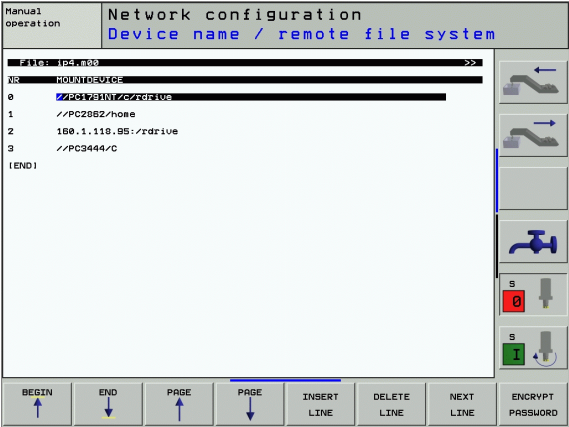 Manual
operation
Network configuration
Device name / remote file system
File: ip4.m00 >>
NR MOUNTDEVICE
0 //PC1791NT/c/rdrive
1 //PC2862/home
2 160.1.118.95:/rdrive
3 //PC3444/C
[END]
S
0
S
I
BEGIN END PAGE PAGE INSERT DELETE NEXT ENCRYPT
LINE LINE LINE PASSWORD